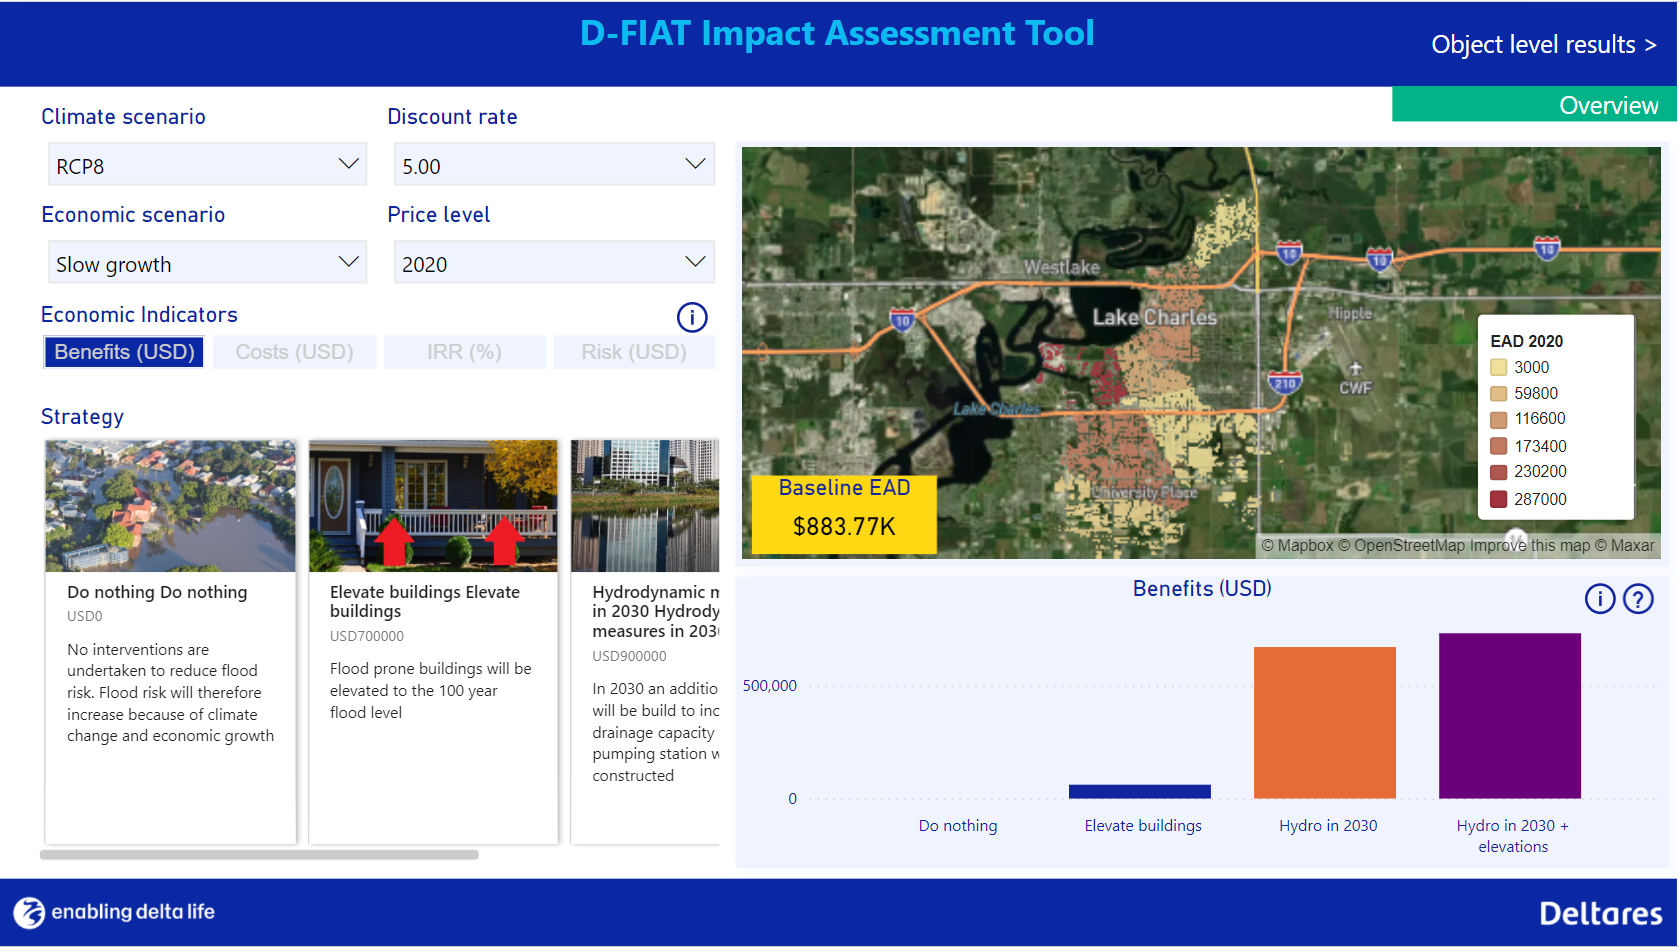 D-FIAT Impact Assessment Tool
Object level results >
Overview
Climate scenario
Discount rate
RCP8
5.00
Economic scenario
Price level
Slow growth
2020
Economic Indicators
Benefits (USD)
Costs (USD)
IRR (%)
Risk (USD)
Strategy
Do nothing Do nothing
USD0
No interventions are
undertaken to reduce flood
risk. Flood risk will therefore
increase because of climate
change and economic growth
Elevate buildings Elevate
buildings
USD700000
Flood prone buildings will be
elevated to the 100 year
flood level
Hydrodynamic m
in 2030 Hydrody
measures in 203
USD900000
In 2030 an additio
will be build to inc
drainage capacity
pumping station w
constructed
Westlake
Lake Charles
Hipple
CWF
Lake Charles
University Place
10
10
10
10
210
EAD 2020
3000
59800
116600
173400
230200
287000
Baseline EAD
$883.77K
© Mapbox © OpenStreetMap Improve this map © Maxar
Benefits (USD)
500,000
0
Do nothing
Elevate buildings
Hydro in 2030
Hydro in 2030 +
elevations
enabling delta life
Deltares